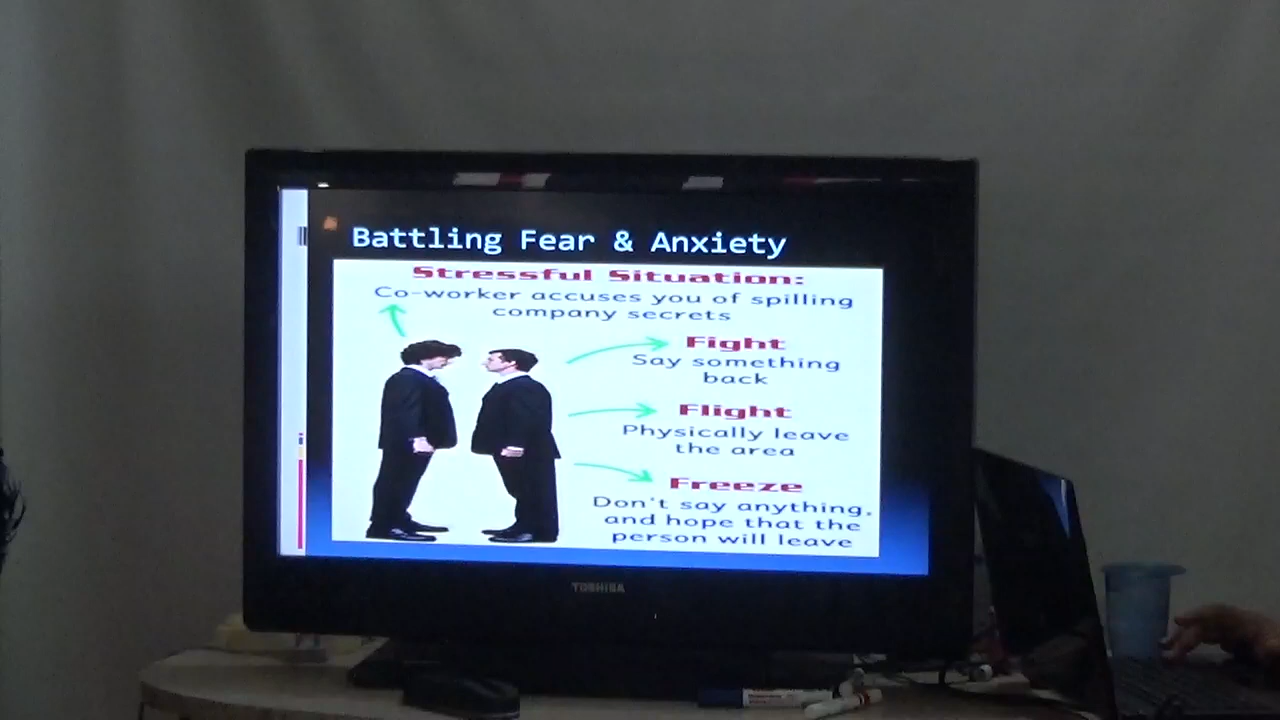 Battling Fear & Anxiety
Stressful Situation:
Co-worker accuses you of spilling
company secrets
Fight
Say something
back
Flight
Physically leave
the area
Freeze
Don't say anything,
and hope that the
person will leave
TOSHIBA